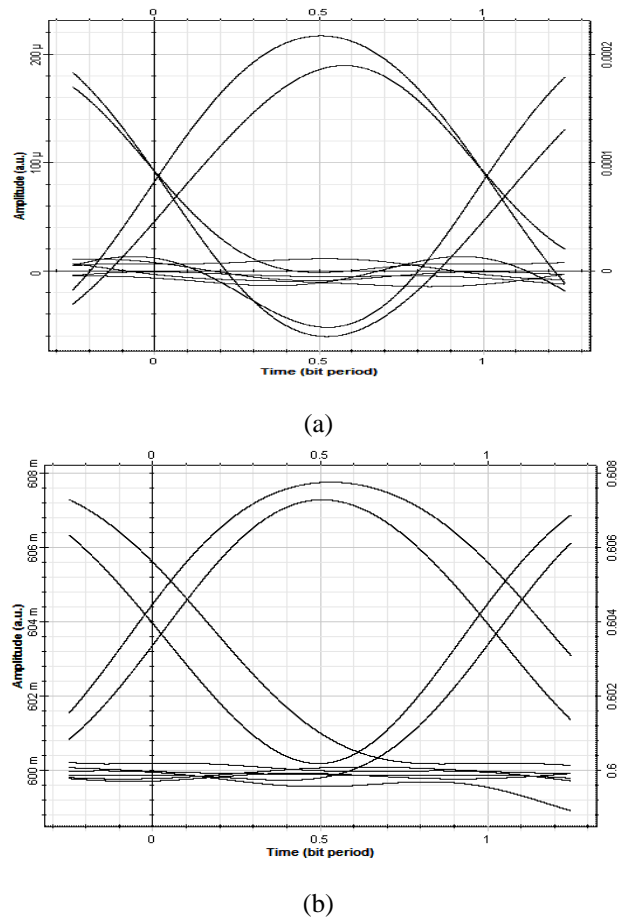 0 0.5 1
Amplitude (a.u.)
200 µ
100 µ
0
0.0002
0.0001
0
0 0.5 1
Time (bit period)
(a)
0 0.5 1
Amplitude (a.u.)
608 m
606 m
604 m
602 m
600 m
0.608
0.606
0.604
0.602
0.6
0 0.5 1
Time (bit period)
(b)